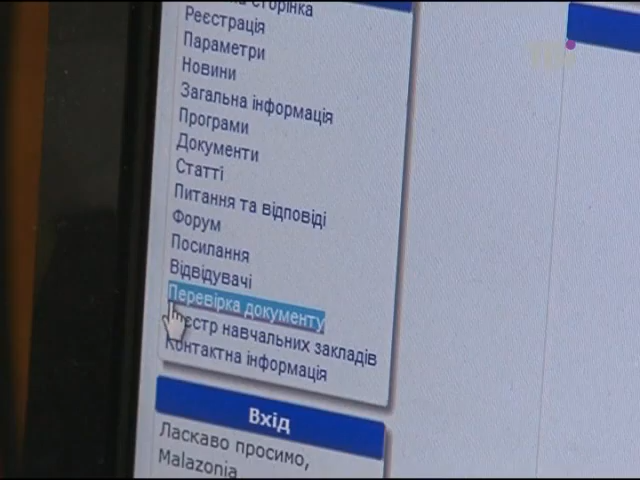 сторінка
Реєстрація
Параметри
Новини
Загальна інформація
Програми
Документи
Статті
Питання та відповіді
Форум
Посилання
Відвідувачі
Перевірка документу
навчальних закладів
Контактна інформація
Вхід
Ласкаво просимо,
Malazonia